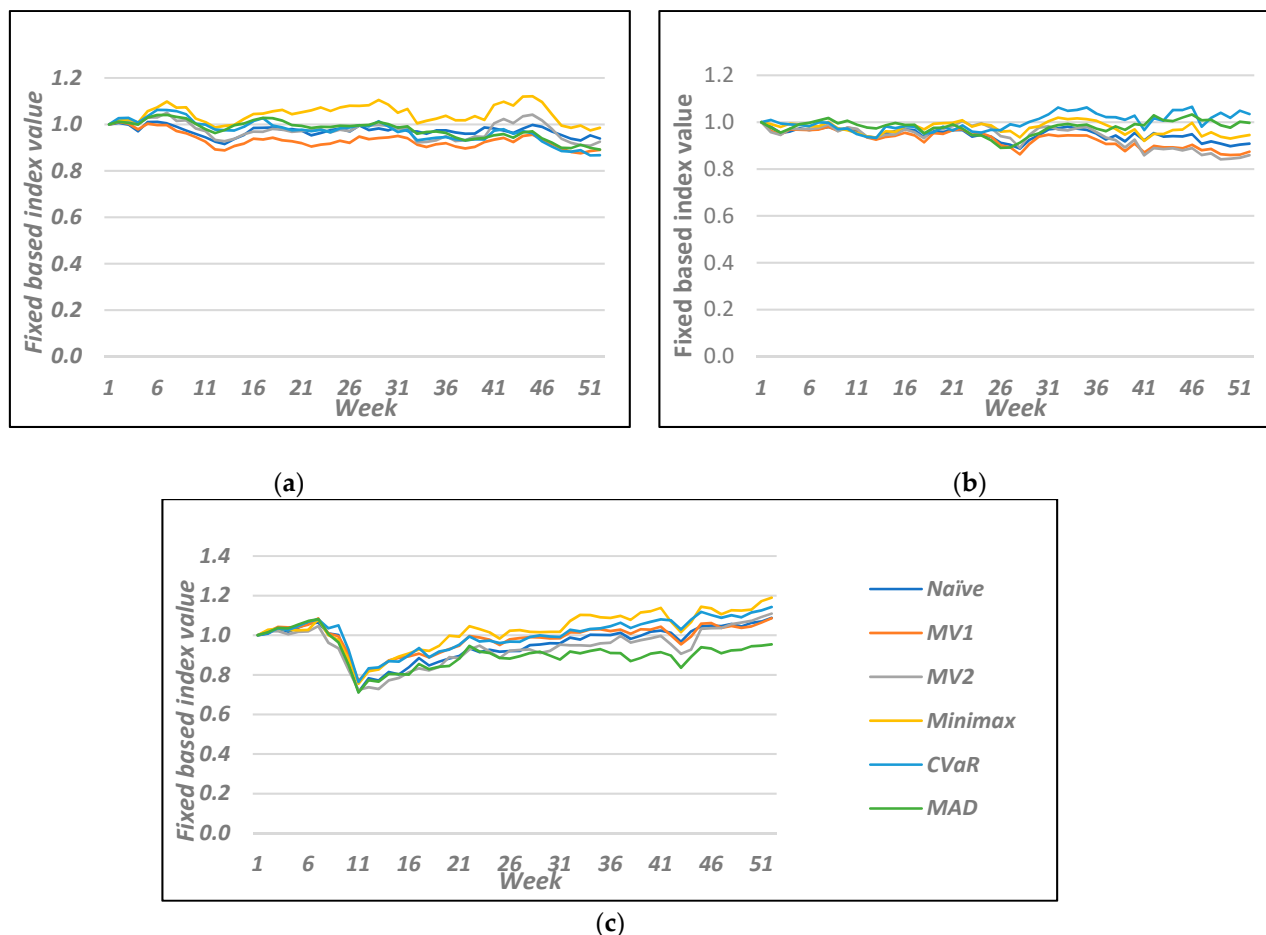 Fixed based index value
1.2
1.0
0.8
0.6
0.4
0.2
0.0
1 6 11 16 21 26 31 36 41 46 51
Week
(a)
Fixed based index value
1.2
1.0
0.8
0.6
0.4
0.2
0.0
1 6 11 16 21 26 31 36 41 46 51
Week
(b)
Fixed based index value
1.4
1.2
1.0
0.8
0.6
0.4
0.2
0.0
1 6 11 16 21 26 31 36 41 46 51
Week
Naïve
MV1
MV2
Minimax
CVaR
MAD
(c)